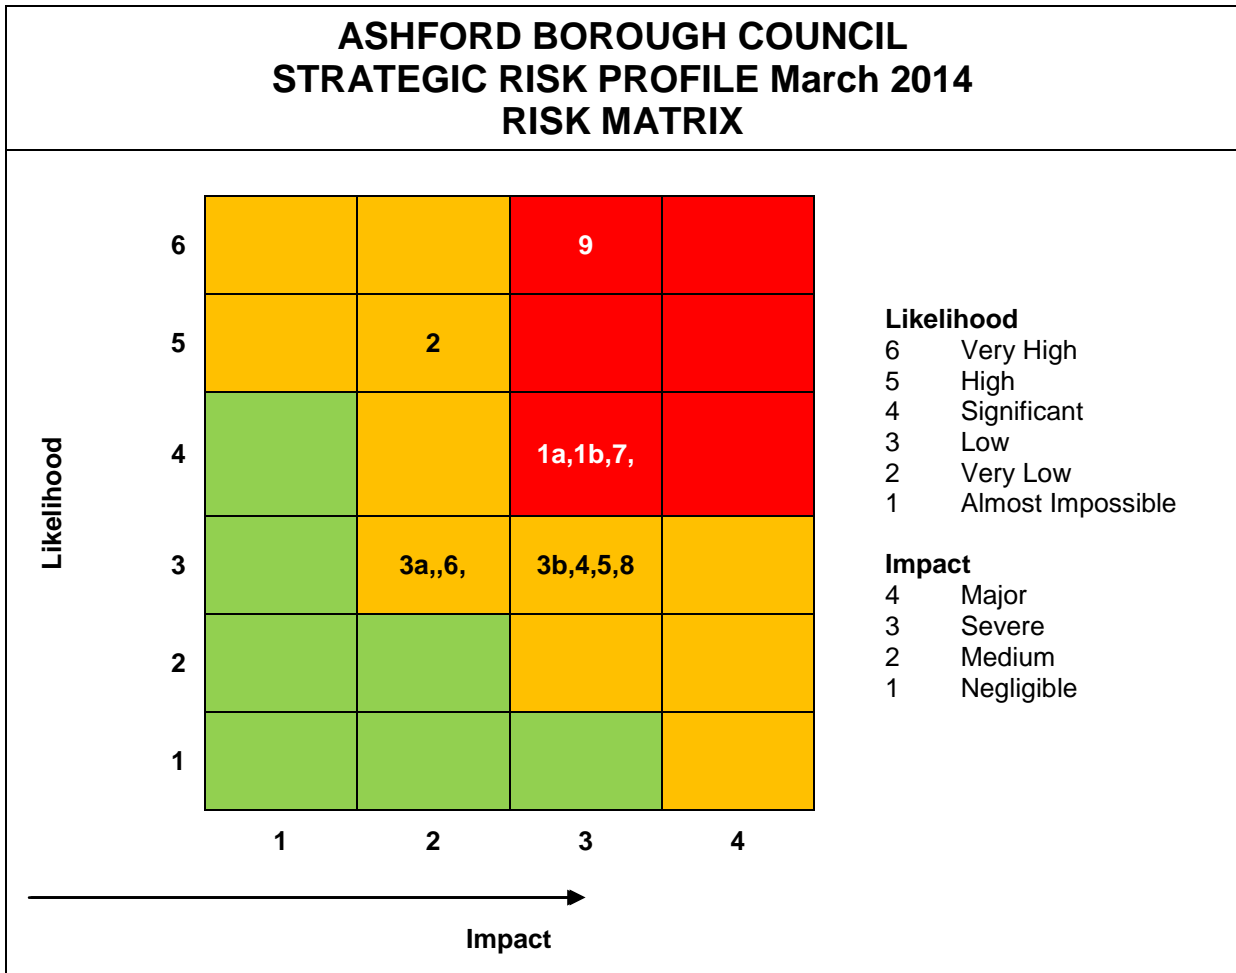 ASHFORD BOROUGH COUNCIL
STRATEGIC RISK PROFILE March 2014
RISK MATRIX
6
9
5
2
4
1a,1b,7,
3
3a,,6,
3b,4,5,8
2
1
1
2
3
4
Likelihood
Impact
Likelihood
6 Very High
5 High
4 Significant
3 Low
2 Very Low
1 Almost Impossible
Impact
4 Major
3 Severe
2 Medium
1 Negligible